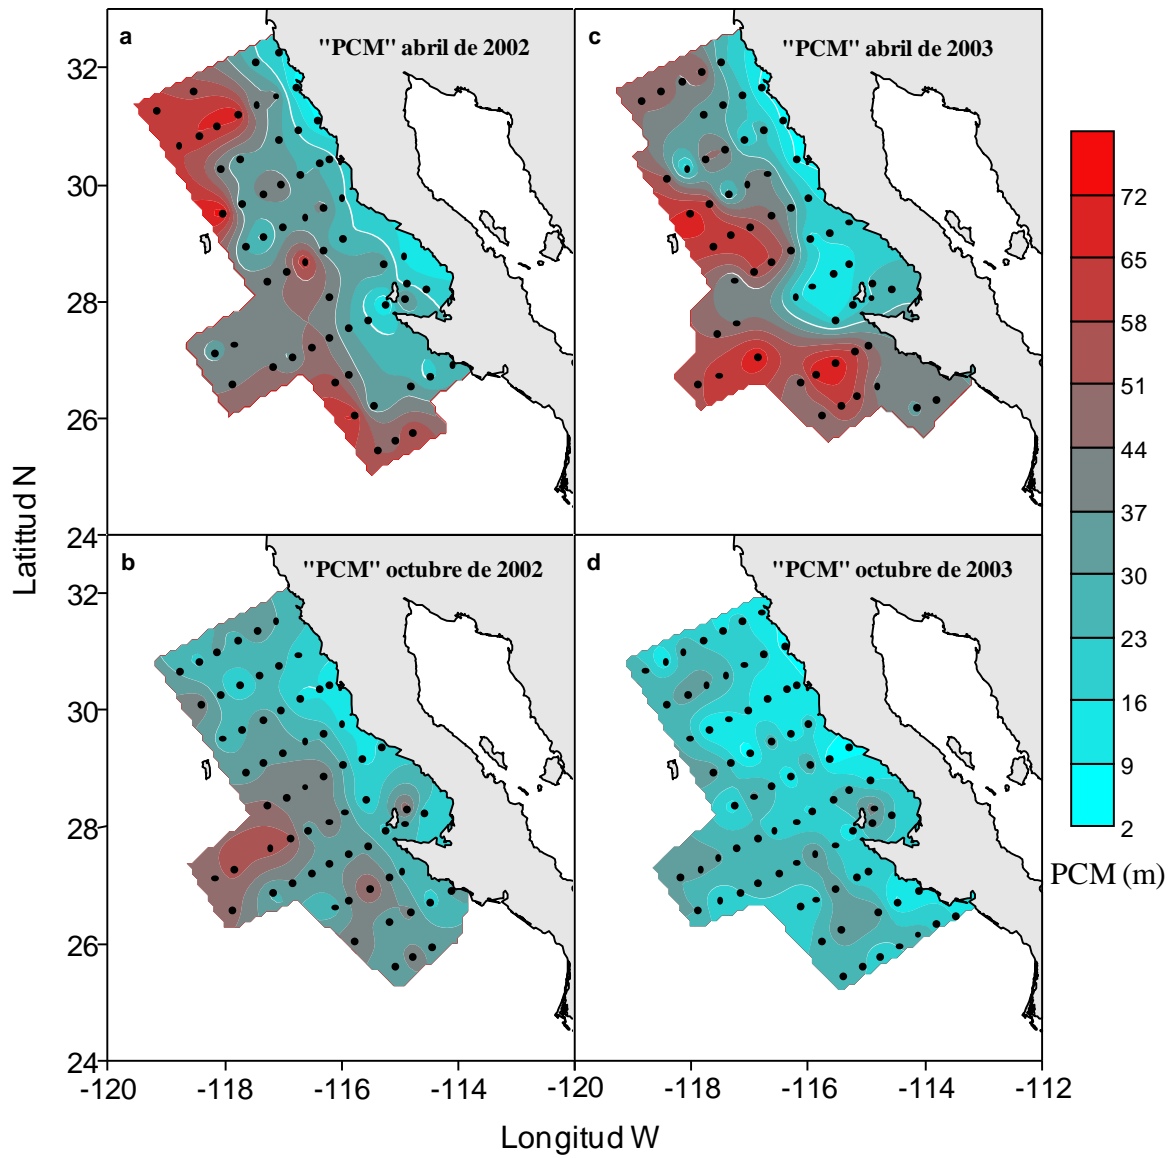 a
"PCM" abril de 2002
c
"PCM" abril de 2003
32
30
28
26
24
b
"PCM" octubre de 2002
d
"PCM" octubre de 2003
32
30
28
26
24
-120
-118
-116
-114
-120
-118
-116
-114
-112
Latittud N
Longitud W
72
65
58
51
44
37
30
23
16
9
2
PCM (m)